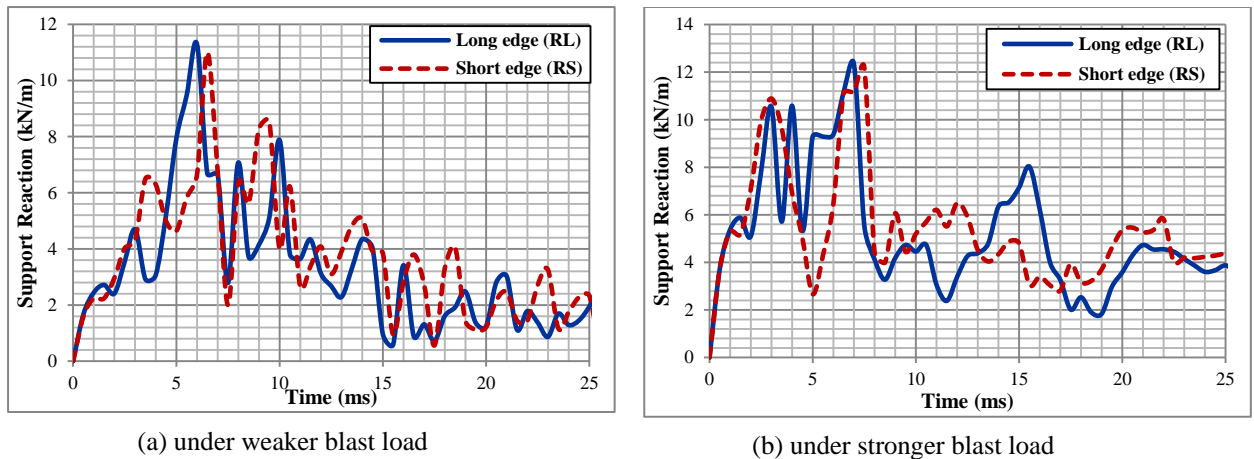 12
10
8
6
4
2
0
Support Reaction (kN/m)
Long edge (RL)
Short edge (RS)
0 5 10 15 20 25
Time (ms)
(a) under weaker blast load
14
12
10
8
6
4
2
0
Support Reaction (kN/m)
Long edge (RL)
Short edge (RS)
0 5 10 15 20 25
Time (ms)
(b) under stronger blast load